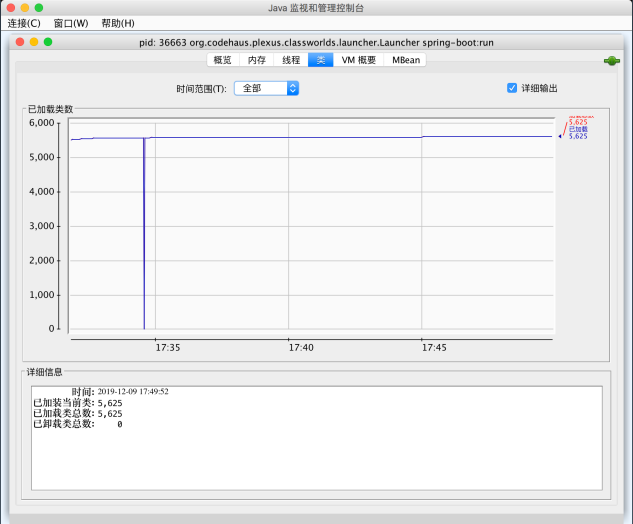 Java 监视和管理控制台
连接(C) 窗口(W) 帮助(H)
pid: 36663 org.codehaus.plexus.classworlds.launcher.Launcher spring-boot:run
概览 内存 线程 类 VM 概要 MBean
时间范围(T): 全部 详细输出
已加载类数
6,000
5,000
4,000
3,000
2,000
1,000
0
17:35 17:40 17:45
5,625
已加载
5,625
详细信息
时间: 2019-12-09 17:49:52
已加装当前类: 5,625
已加载类总数: 5,625
已卸载类总数: 0